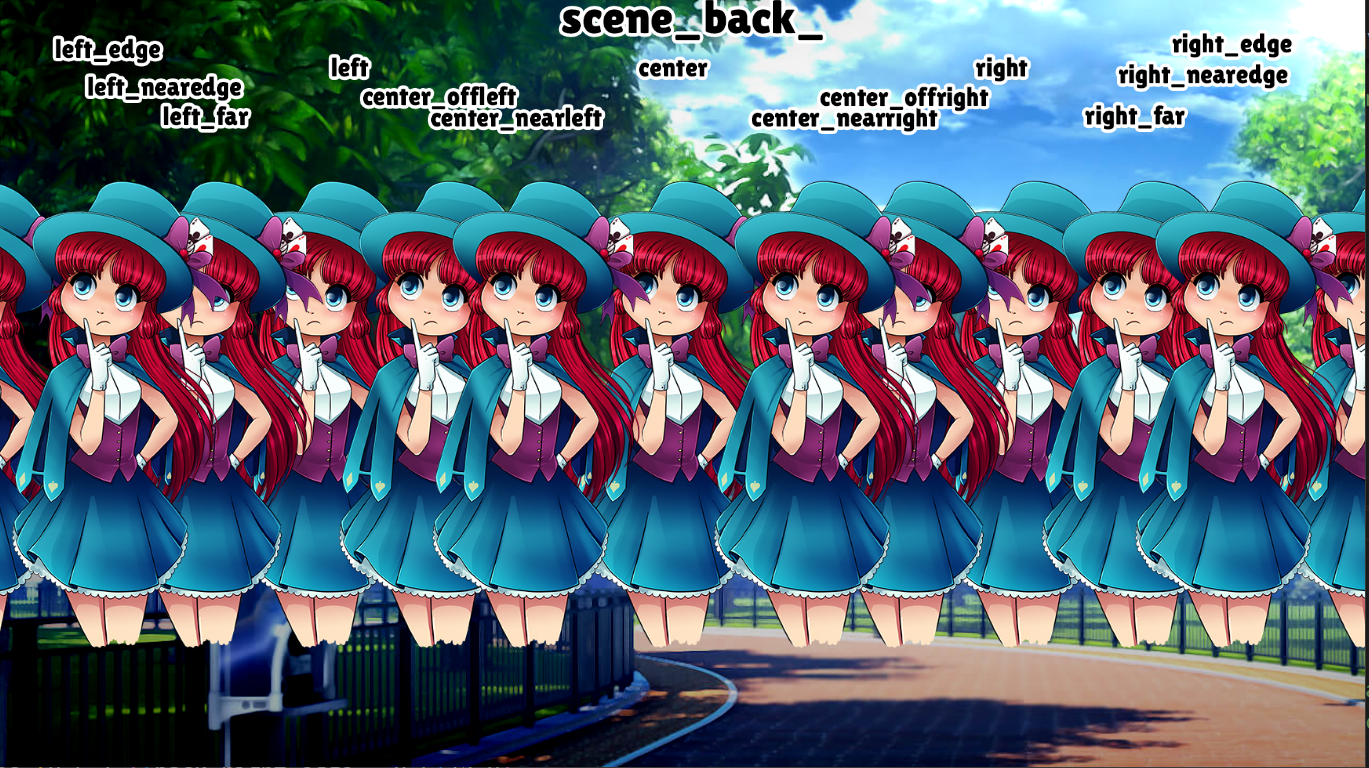 scene_back_
left_edge
left_nearedge
left_far
left
center_offleft
center_nearleft
center
center_offright
center_nearright
right
right_edge
right_nearedge
right_far